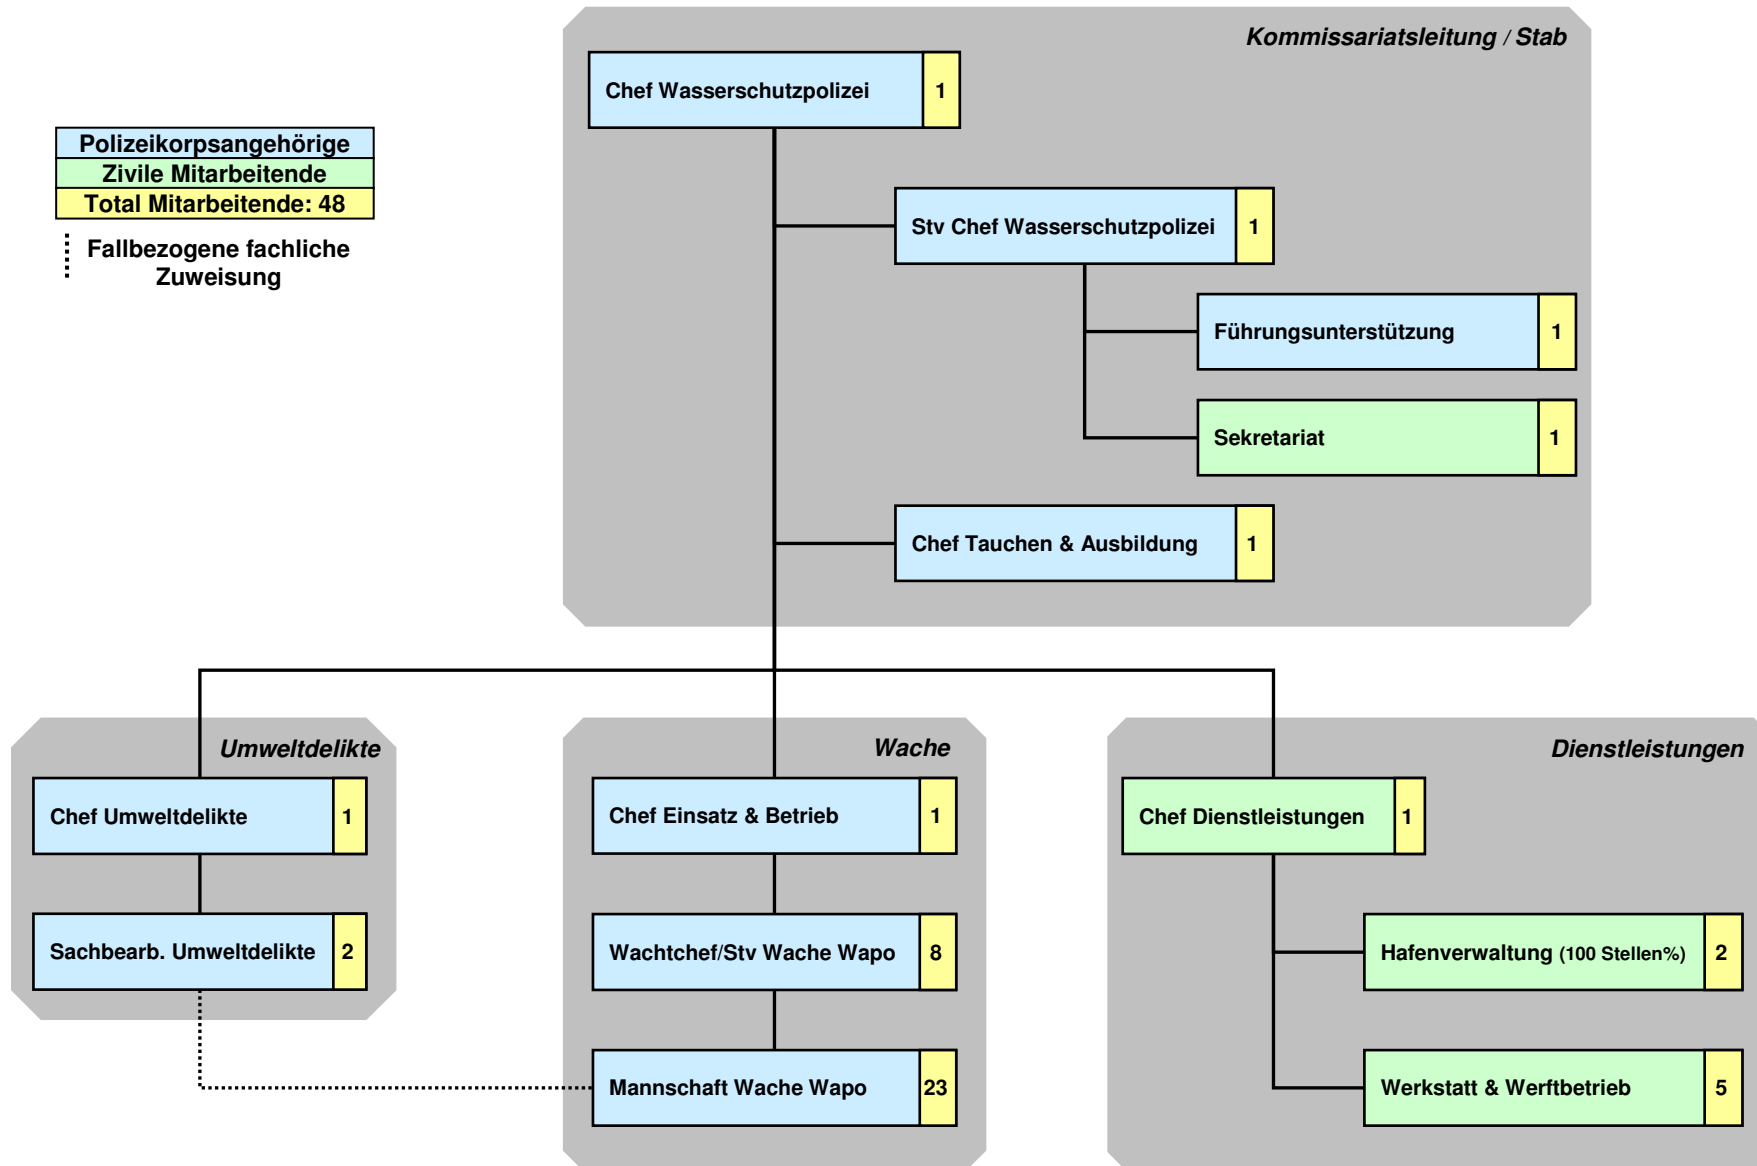 Kommissariatsleitung / Stab
Chef Wasserschutzpolizei 1
Polizeikorpsangehörige
Zivile Mitarbeitende
Total Mitarbeitende: 48
Fallbezogene fachliche
Zuweisung
Stv Chef Wasserschutzpolizei 1
Führungsunterstützung 1
Sekretariat 1
Chef Tauchen & Ausbildung 1
Umweltdelikte
Chef Umweltdelikte 1
Sachbearb. Umweltdelikte 2
Wache
Chef Einsatz & Betrieb 1
Wachtchef/Stv Wache Wapo 8
Mannschaft Wache Wapo 23
Dienstleistungen
Chef Dienstleistungen 1
Hafenverwaltung (100 Stellen%) 2
Werkstatt & Werftbetrieb 5